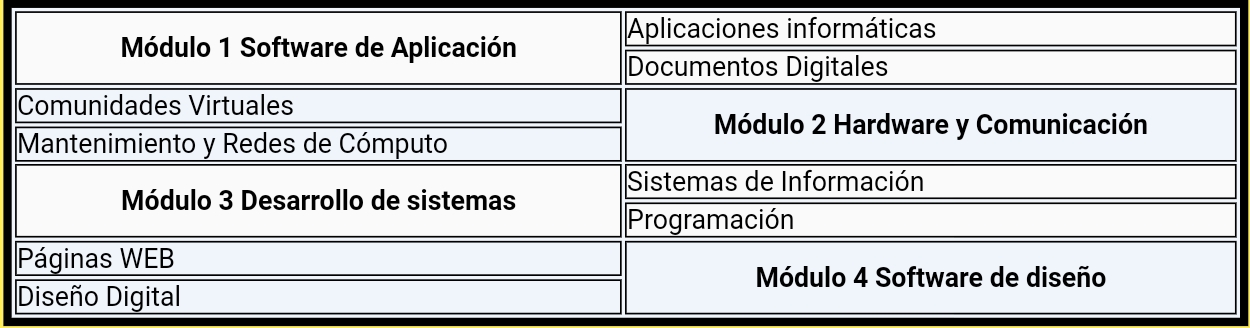 Módulo 1 Software de Aplicación
Aplicaciones informáticas
Documentos Digitales
Comunidades Virtuales
Mantenimiento y Redes de Cómputo
Módulo 2 Hardware y Comunicación
Módulo 3 Desarrollo de sistemas
Sistemas de Información
Programación
Páginas WEB
Diseño Digital
Módulo 4 Software de diseño